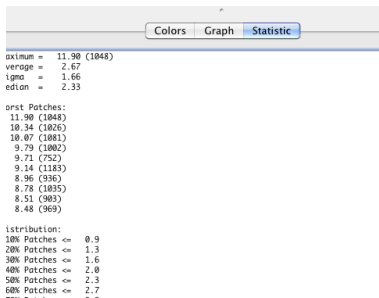 Colors Graph Statistic
aximum = 11.90 (1048)
verage = 2.67
igma = 1.66
edian = 2.33
orst Patches:
11.90 (1048)
10.34 (1026)
10.07 (1081)
9.79 (1002)
9.71 (752)
9.14 (1183)
8.96 (936)
8.78 (1035)
8.51 (903)
8.48 (969)
istribution:
10% Patches <= 0.9
20% Patches <= 1.3
30% Patches <= 1.6
40% Patches <= 2.0
50% Patches <= 2.3
60% Patches <= 2.7